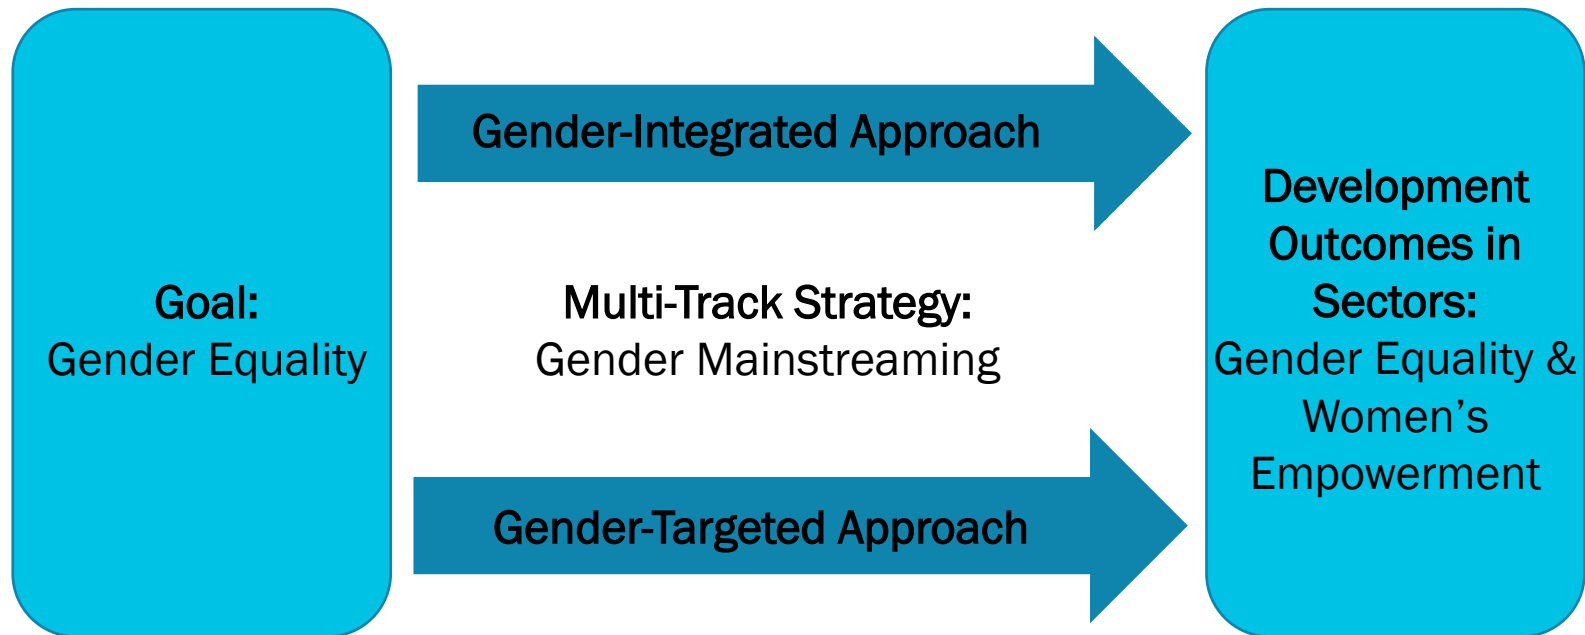 Goal:
Gender Equality
Gender-Integrated Approach
Multi-Track Strategy:
Gender Mainstreaming
Gender-Targeted Approach
Development
Outcomes in
Sectors:
Gender Equality &
Women’s
Empowerment